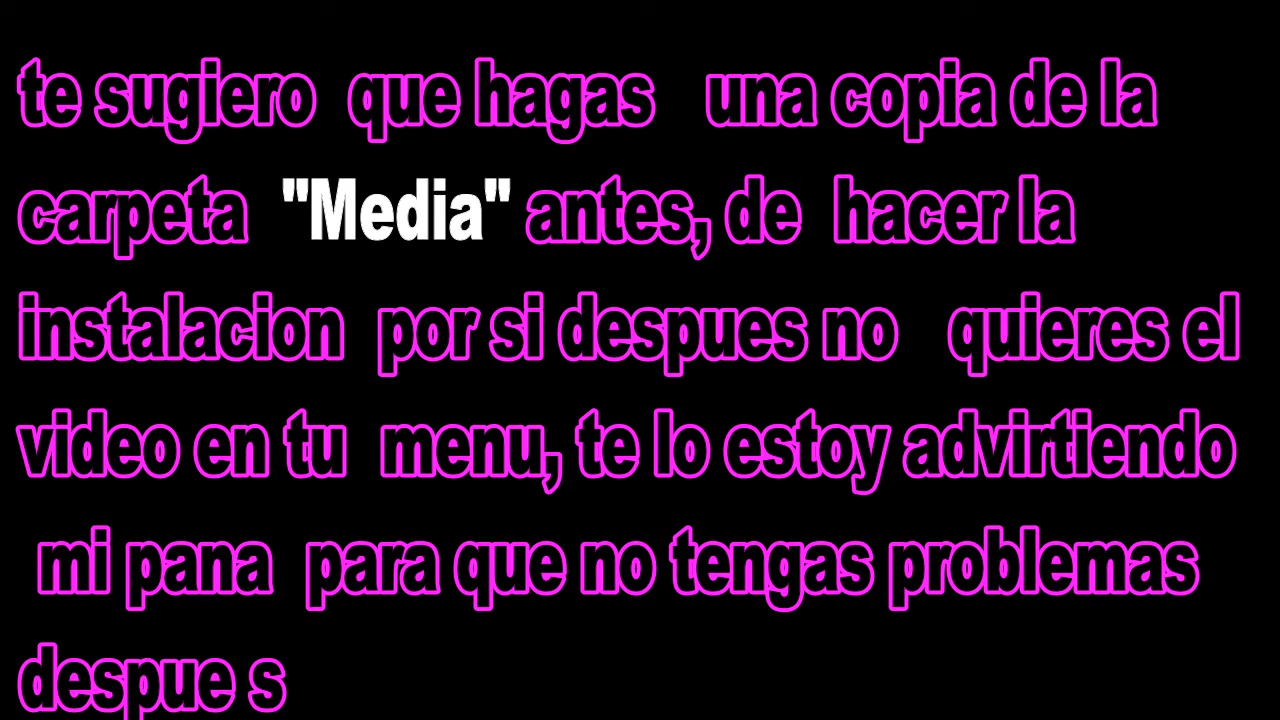 te sugiero que hagas una copia de la
carpeta "Media" antes, de hacer la
instalacion por si despues no quieres el
video en tu menu, te lo estoy advirtiendo
mi pana para que no tengas problemas
despue s